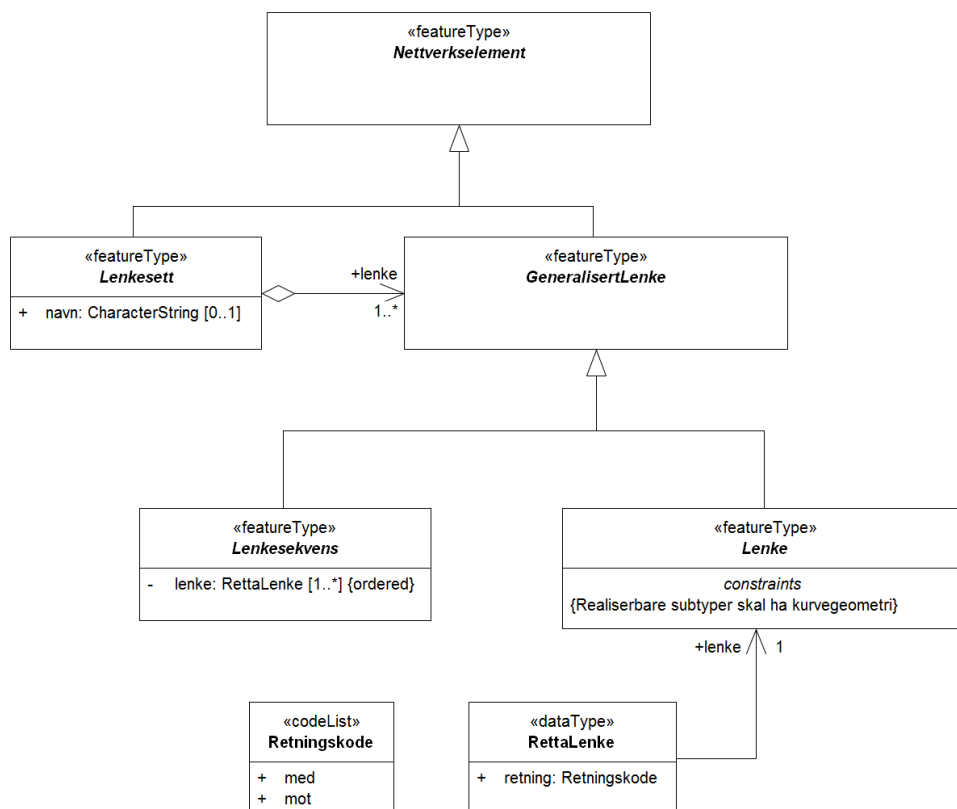 «featureType»
Nettverkselement
«featureType»
Lenkesett
+ navn: CharacterString [0..1]
+lenke
1..*
«featureType»
GeneralisertLenke
«featureType»
Lenkesekvens
- lenke: RettaLenke [1..*] {ordered}
«featureType»
Lenke
constraints
{Realiserbare subtyper skal ha kurvegeometri}
+lenke 1
«codeList»
Retningskode
+ med
+ mot
«dataType»
RettaLenke
+ retning: Retningskode